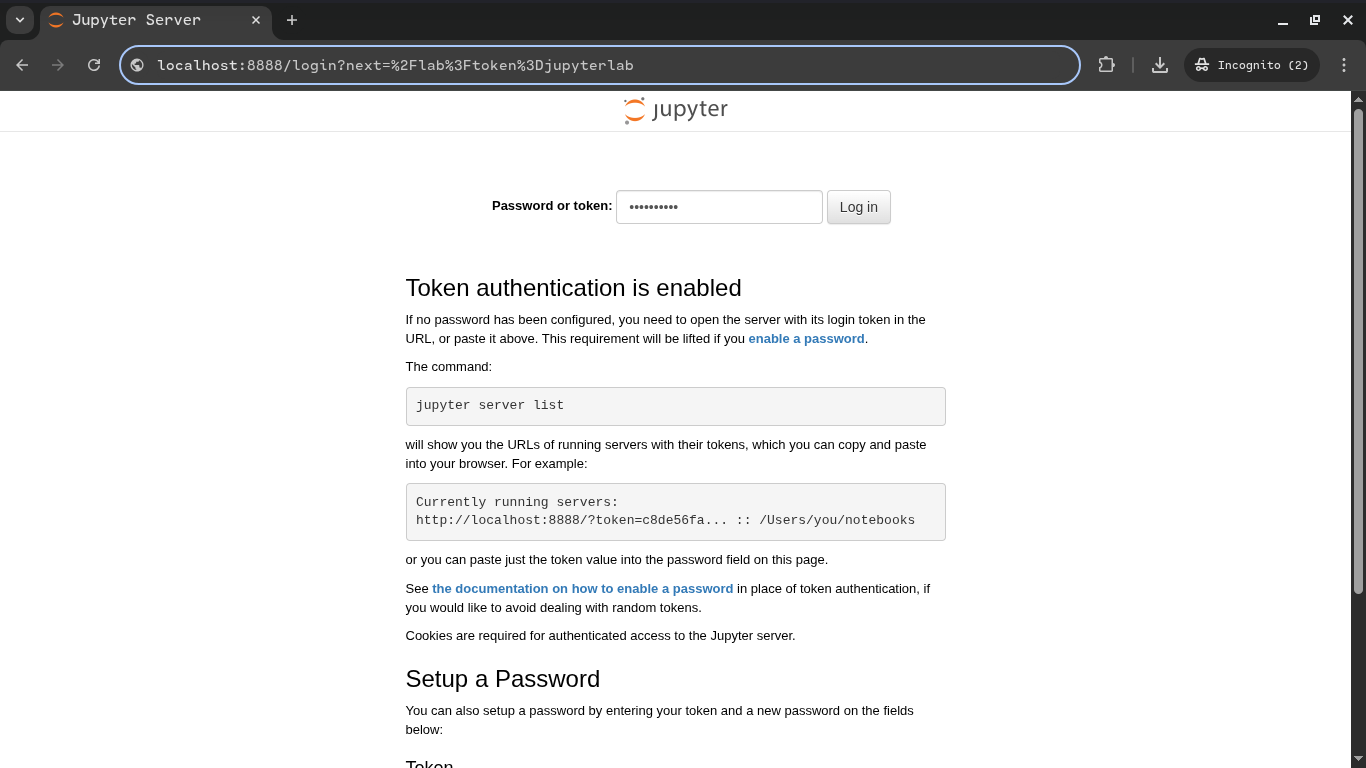 Jupyter Server
localhost:8888/login?next=%2Flab%3Ftoken%3Djupyterlab
Incognito (2)
jupyter
Password or token:
••••••••••
Log in
Token authentication is enabled
If no password has been configured, you need to open the server with its login token in the
URL, or paste it above. This requirement will be lifted if you enable a password.
The command:
jupyter server list
will show you the URLs of running servers with their tokens, which you can copy and paste
into your browser. For example:
Currently running servers:
http://localhost:8888/?token=c8de56fa... :: /Users/you/notebooks
or you can paste just the token value into the password field on this page.
See the documentation on how to enable a password in place of token authentication, if
you would like to avoid dealing with random tokens.
Cookies are required for authenticated access to the Jupyter server.
Setup a Password
You can also setup a password by entering your token and a new password on the fields
below:
Token